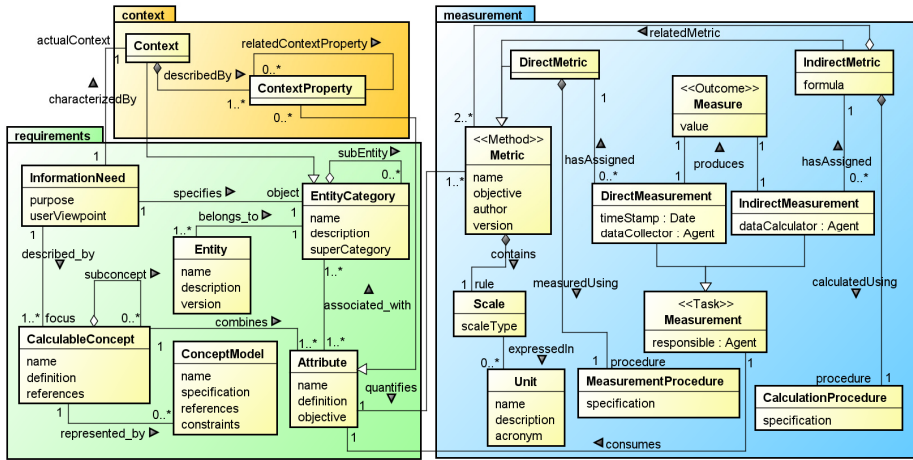 context
measurement
actualContext
Context
1
relatedContextProperty
0..*
describedBy
ContextProperty
1..*
0..*
characterizedBy
requirements
1
InformationNeed
purpose
userViewpoint
1
1
specifies
object
1
subEntity
0..*
EntityCategory
name
description
superCategory
belongs_to
1
1..*
Entity
name
description
version
described_by
1..*
focus
subconcept
0..*
CalculableConcept
name
definition
references
1
combines
1..*
1..*
associated_with
1..*
1
represented_by
0..*
ConceptModel
name
specification
references
constraints
Attribute
name
definition
objective
1
1
quantifies
relatedMetric
2..*
DirectMetric
1
IndirectMetric
formula
1
1
<<Outcome>>
Measure
value
1
1
produces
<<Method>>
Metric
name
objective
author
version
1..*
hasAssigned
0..*
hasAssigned
0..*
DirectMeasurement
timeStamp : Date
dataCollector : Agent
IndirectMeasurement
dataCalculator : Agent
1
1
contains
1
rule
Scale
scaleType
measuredUsing
calculatedUsing
<<Task>>
Measurement
responsible : Agent
1
0..*
expressedIn
Unit
name
description
acronym
1
procedure
MeasurementProcedure
specification
procedure
1
CalculationProcedure
specification
consumes